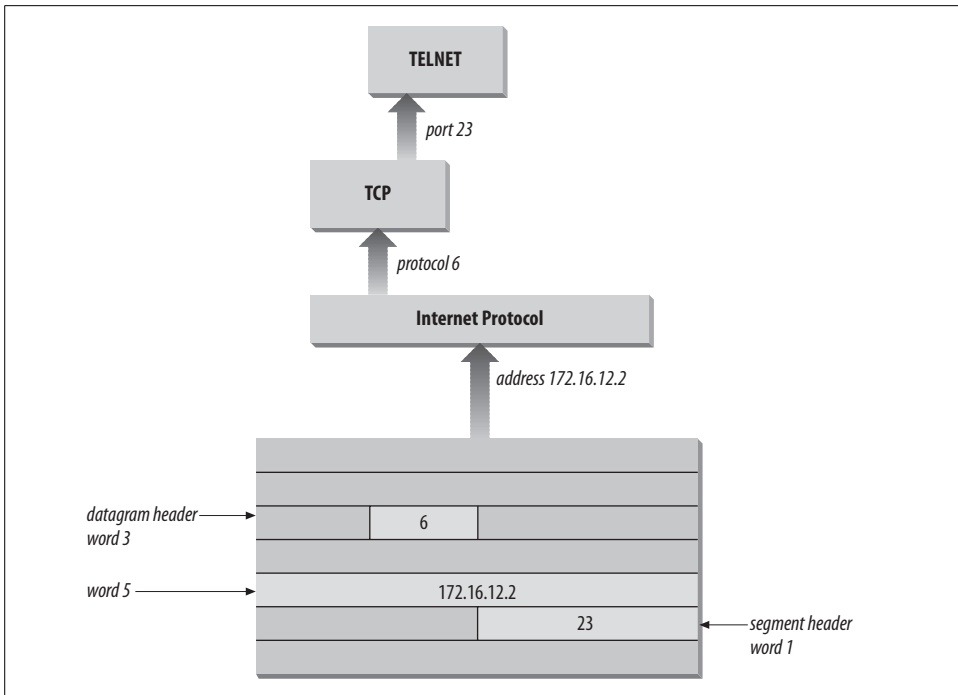 TELNET
port 23
TCP
protocol 6
Internet Protocol
address 172.16.12.2
datagram header
word 3
6
word 5
172.16.12.2
23
segment header
word 1